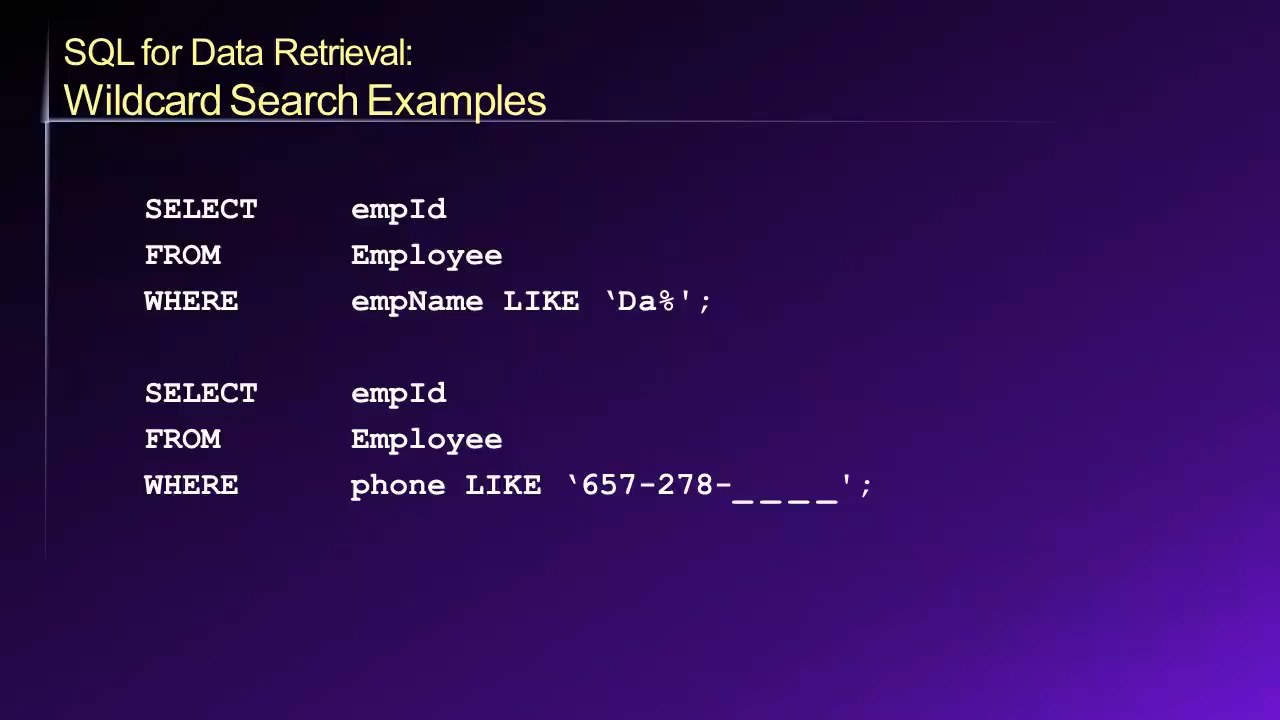 SQL for Data Retrieval:
Wildcard Search Examples
SELECT empId
FROM Employee
WHERE empName LIKE ‘Da%';
SELECT empId
FROM Employee
WHERE phone LIKE ‘657-278-____';